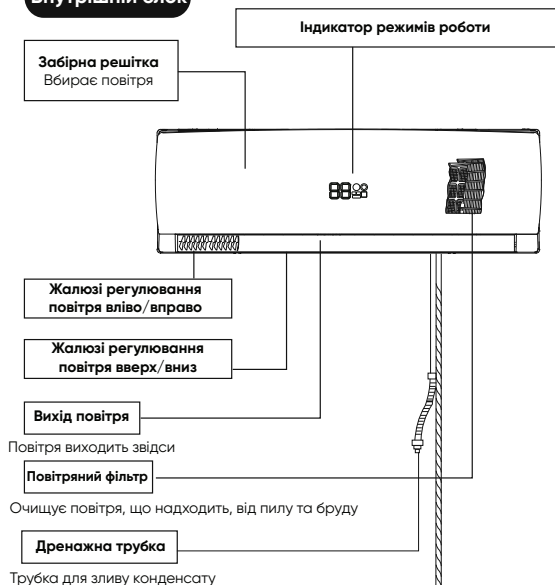 Внутрішній блок
Індикатор режимів роботи
Забірна решітка
Вбирає повітря
88
Жалюзі регулювання
повітря вліво/вправо
Жалюзі регулювання
повітря вверх/вниз
Вихід повітря
Повітря виходить звідси
Повітряний фільтр
Очищує повітря, що надходить, від пилу та бруду
Дренажна трубка
Трубка для зливу конденсату